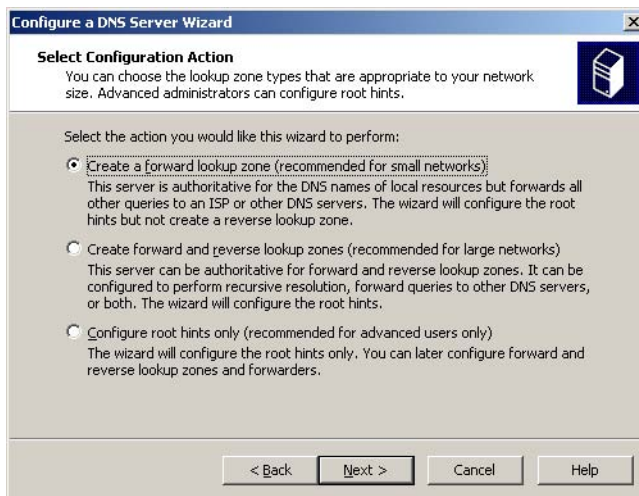 Configure a DNS Server Wizard
Select Configuration Action
You can choose the lookup zone types that are appropriate to your network
size. Advanced administrators can configure root hints.
Select the action you would like this wizard to perform:
Create a forward lookup zone (recommended for small networks)
This server is authoritative for the DNS names of local resources but forwards all
other queries to an ISP or other DNS servers. The wizard will configure the root
hints but not create a reverse lookup zone.
Create forward and reverse lookup zones (recommended for large networks)
This server can be authoritative for forward and reverse lookup zones. It can be
configured to perform recursive resolution, forward queries to other DNS servers,
or both. The wizard will configure the root hints.
Configure root hints only (recommended for advanced users only)
The wizard will configure the root hints only. You can later configure forward and
reverse lookup zones and forwarders.
< Back Next > Cancel Help